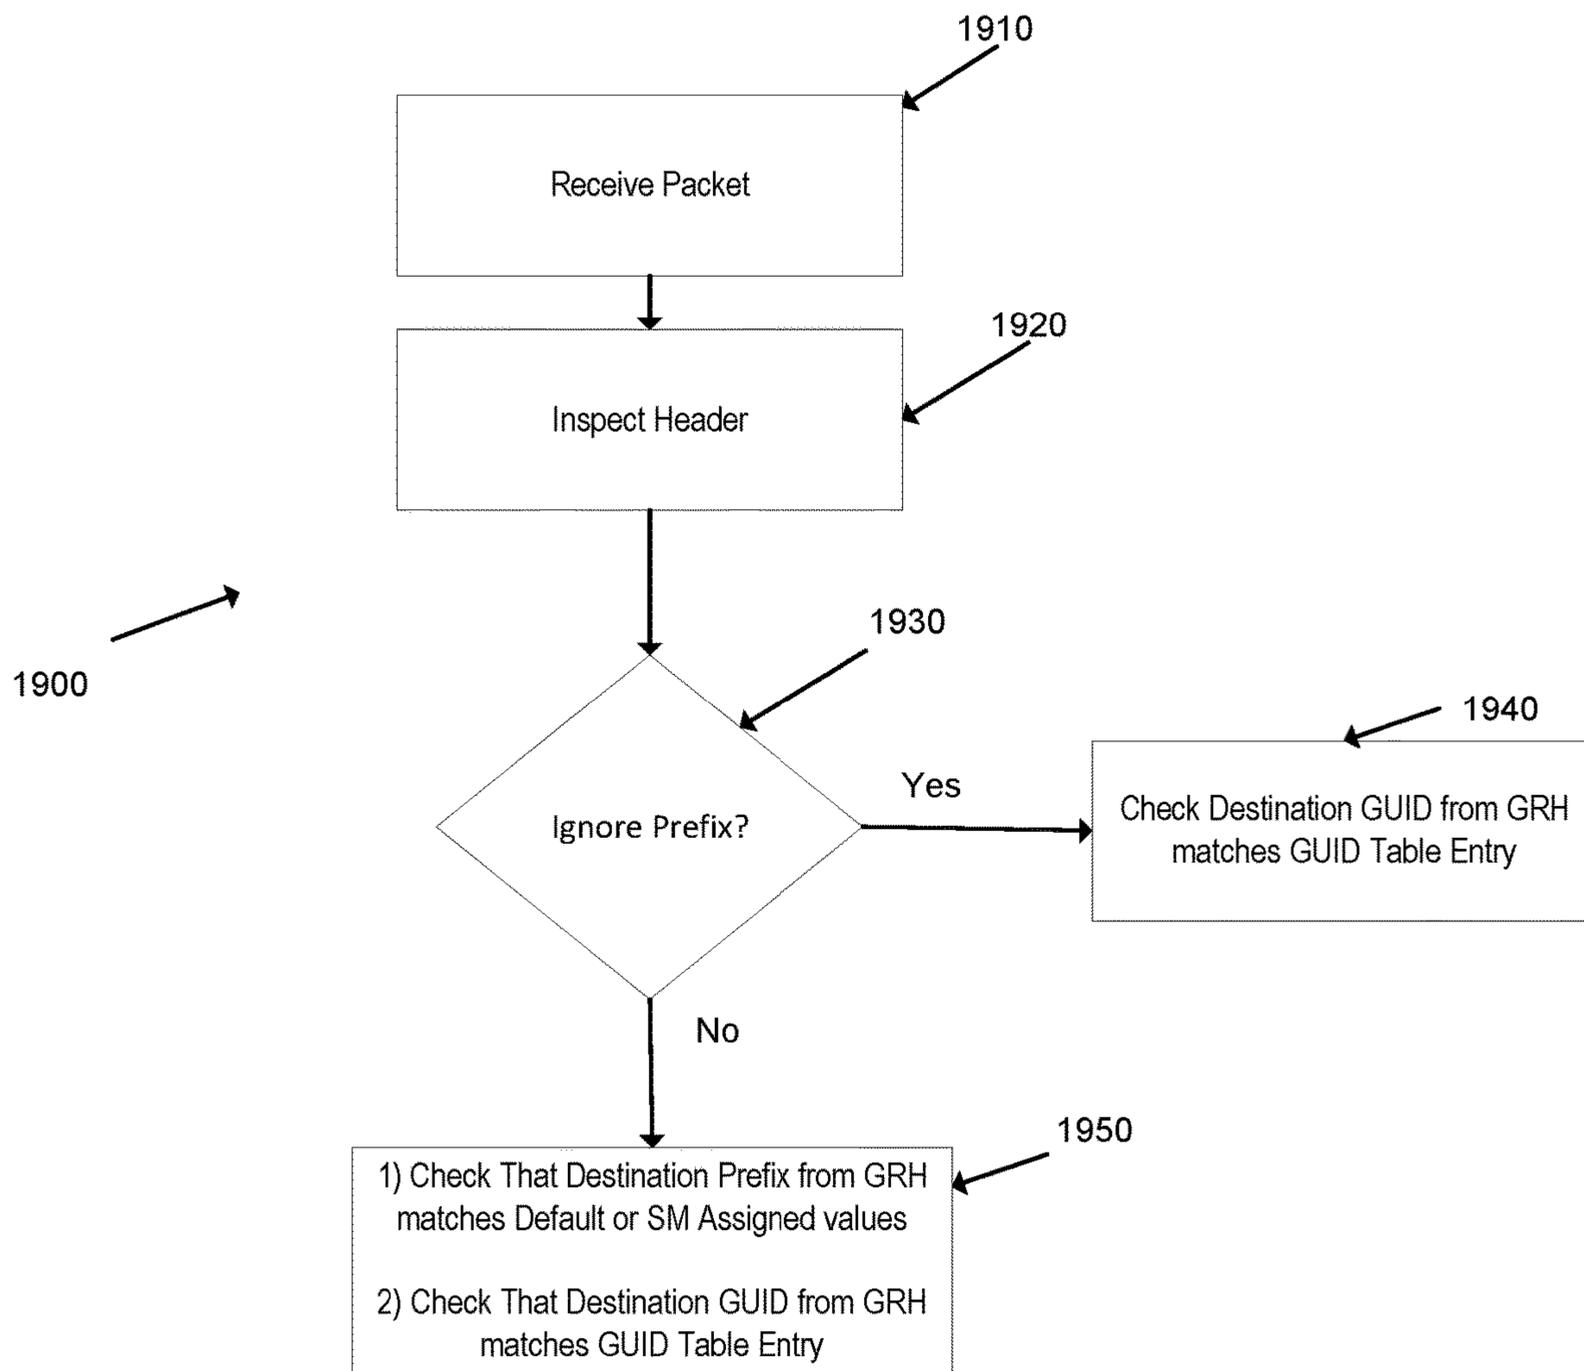 1910
Receive Packet
1920
Inspect Header
1930
1900
1940
Yes
Ignore Prefix?
Check Destination GUID from GRH
matches GUID Table Entry
No
1950
1) Check That Destination Prefix from GRH
matches Default or SM Assigned values
2) Check That Destination GUID from GRH
matches GUID Table Entry